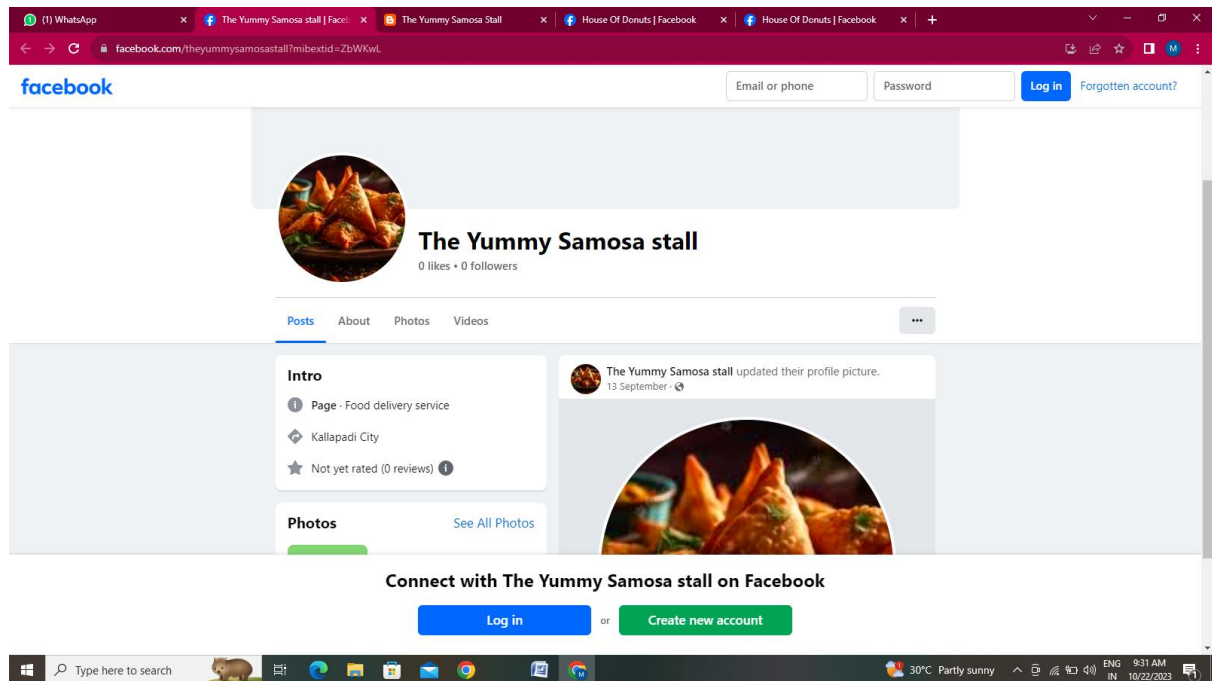 (1) WhatsApp
The Yummy Samosa stall | Faceb
The Yummy Samosa Stall
House Of Donuts | Facebook
House Of Donuts | Facebook
facebook.com/theyummysamosastall?mibextid=ZbWKwL
M
facebook
Email or phone
Password
Log in
Forgotten account?
The Yummy Samosa stall
0 likes • 0 followers
Posts
About
Photos
Videos
Intro
Page · Food delivery service
Kallapadi City
Not yet rated (0 reviews)
The Yummy Samosa stall updated their profile picture.
13 September ·
Photos
See All Photos
Connect with The Yummy Samosa stall on Facebook
Log in
or
Create new account
Type here to search
30°C Partly sunny
ENG
IN
9:31 AM
10/22/2023